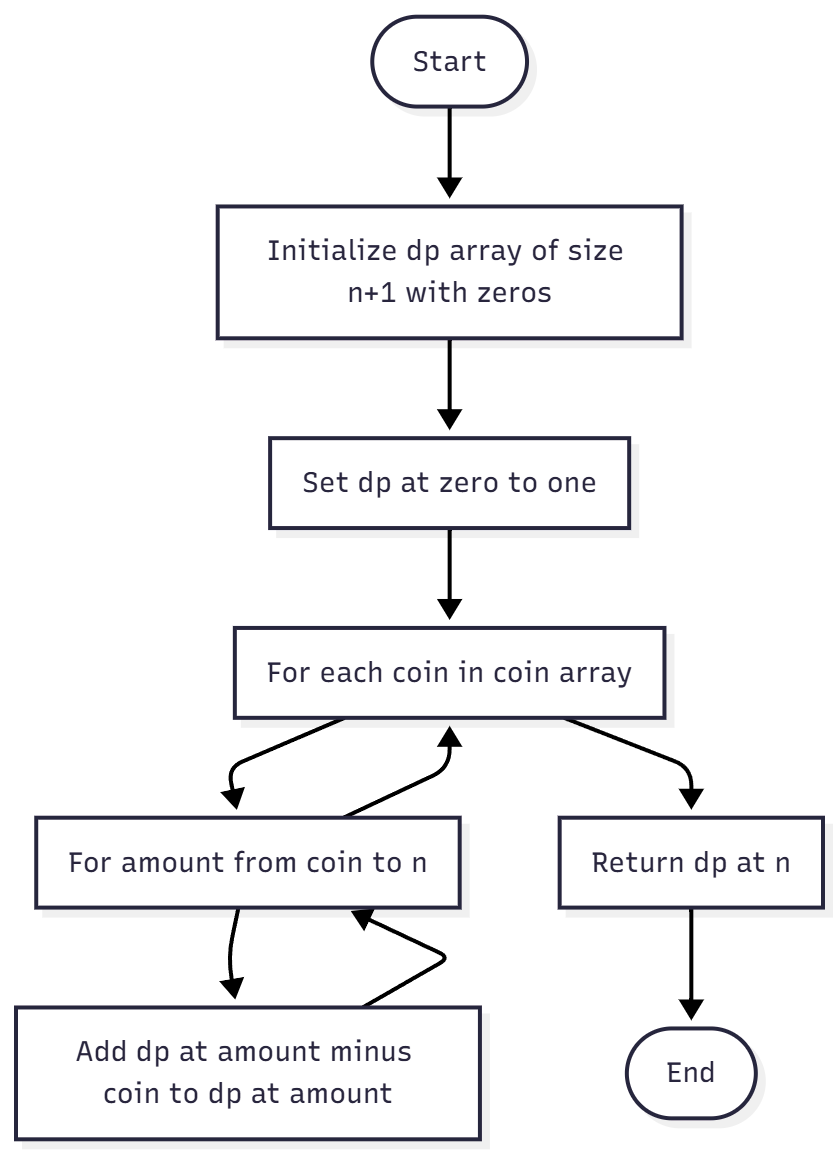 Start
Initialize dp array of size
n+1 with zeros
Set dp at zero to one
For each coin in coin array
For amount from coin to n
Return dp at n
Add dp at amount minus
coin to dp at amount
End